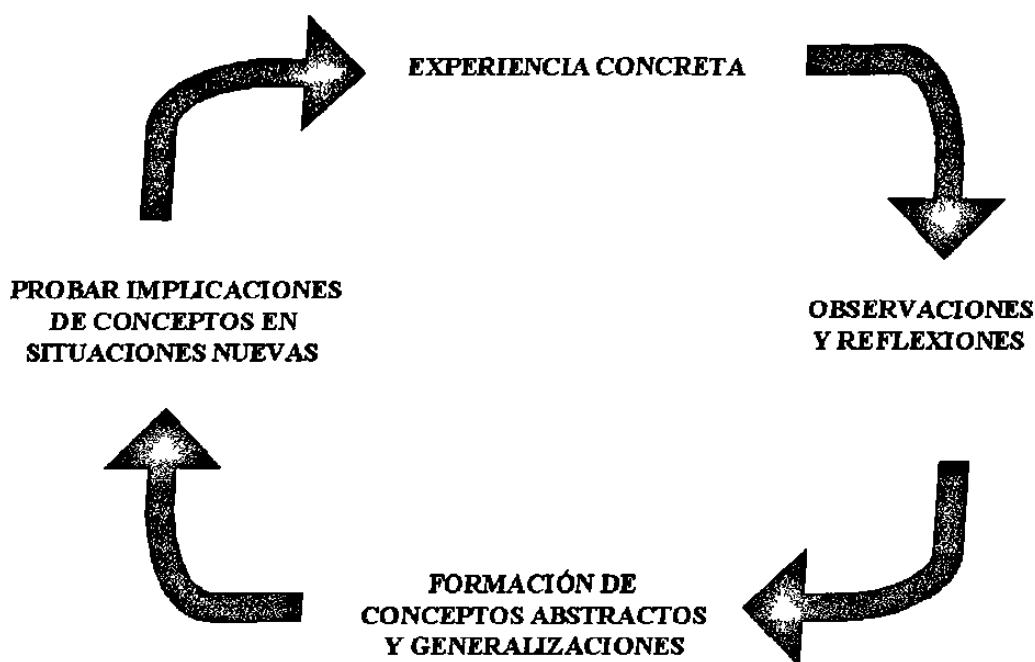 EXPERIENCIA CONCRETA
OBSERVACIONES
Y REFLEXIONES
FORMACIÓN DE
CONCEPTOS ABSTRACTOS
Y GENERALIZACIONES
PROBAR IMPLICACIONES
DE CONCEPTOS EN
SITUACIONES NUEVAS